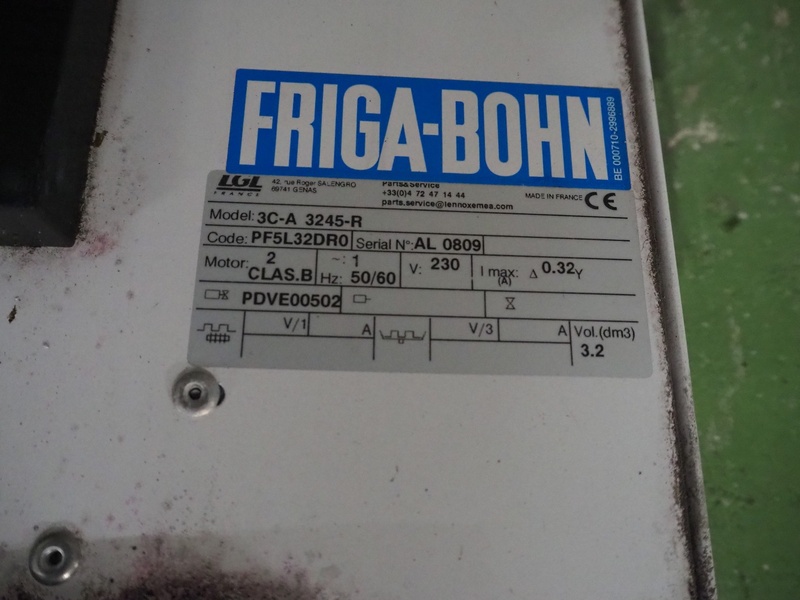 FRIGA-BOHN
BE 000710-2996889
LGL
FRANCE
42, rue Roger SALENGRO
69741 GENAS
Parts&Service
+33(0)4 72 47 14 44
parts.service@lennoxemea.com
MADE IN FRANCE CE
Model: 3C-A 3245-R
Code: PF5L32DR0 Serial N°: AL 0809
Motor: 2 CLAS.B ~: 1 Hz: 50/60 V: 230 I max: (A) Δ 0.32 Y
PDVE00502
V/1 A V/3 A Vol.(dm3)
3.2